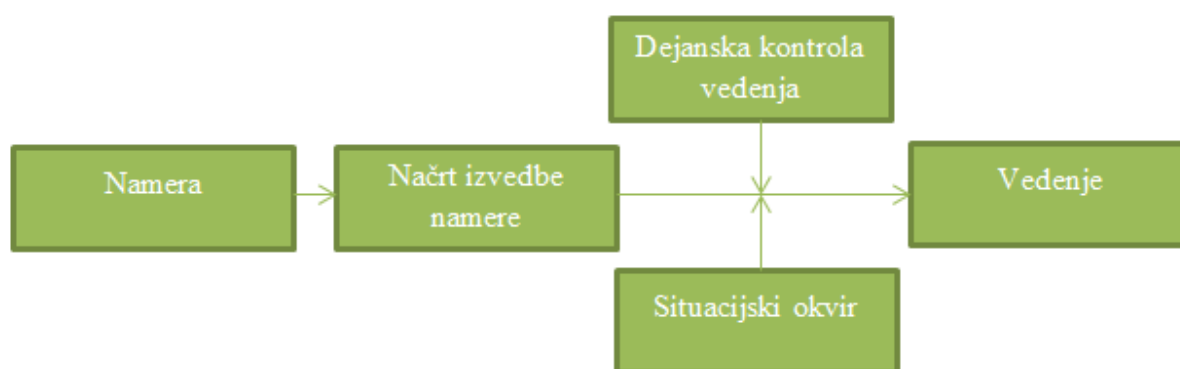 Dejanska kontrola
vedenja
Namera
Načrt izvedbe
namere
Vedenje
Situacijski okvir